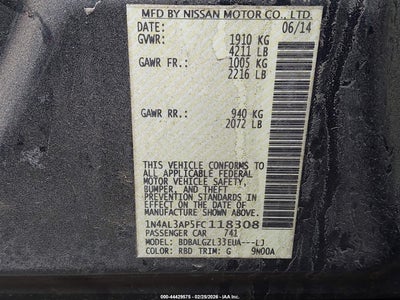 MFD BY NISSAN MOTOR CO., LTD.
DATE: 06/14
GVWR: 1910 KG
4211 LB
GAWR FR: 1005 KG
2216 LB
GAWR RR: 940 KG
2072 LB
THIS VEHICLE CONFORMS TO
ALL APPLICABLE FEDERAL
MOTOR VEHICLE SAFETY,
BUMPER, AND THEFT
PREVENTION STANDARDS IN
EFFECT ON THE DATE OF
MANUFACTURE SHOWN ABOVE.
1N4AL3AP5FC118308
PASSENGER CAR 741
MODEL: BDBALGZL33EUA---LJ
COLOR: RBD TRIM: G 9N00A
000-44429575 - 02/25/2026 - IAAI.COM